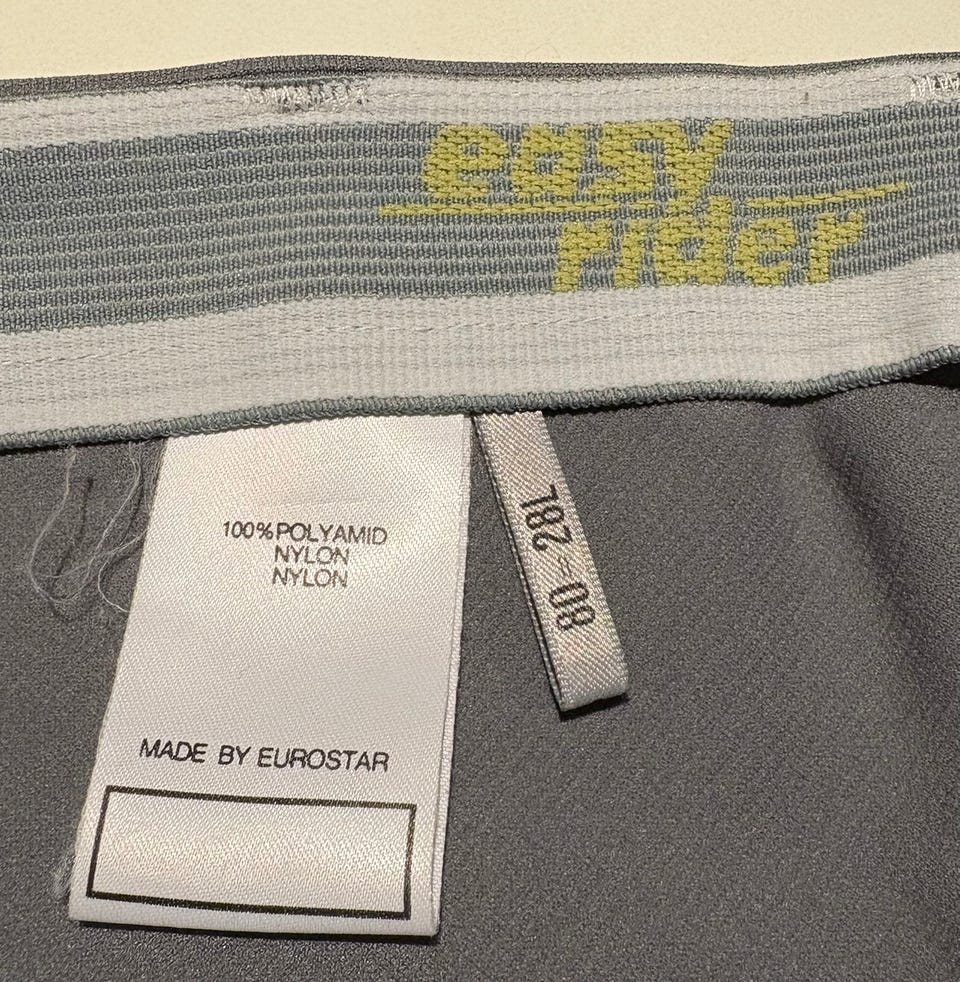 easy
rider
100%POLYAMID
NYLON
NYLON
MADE BY EUROSTAR
80=28L